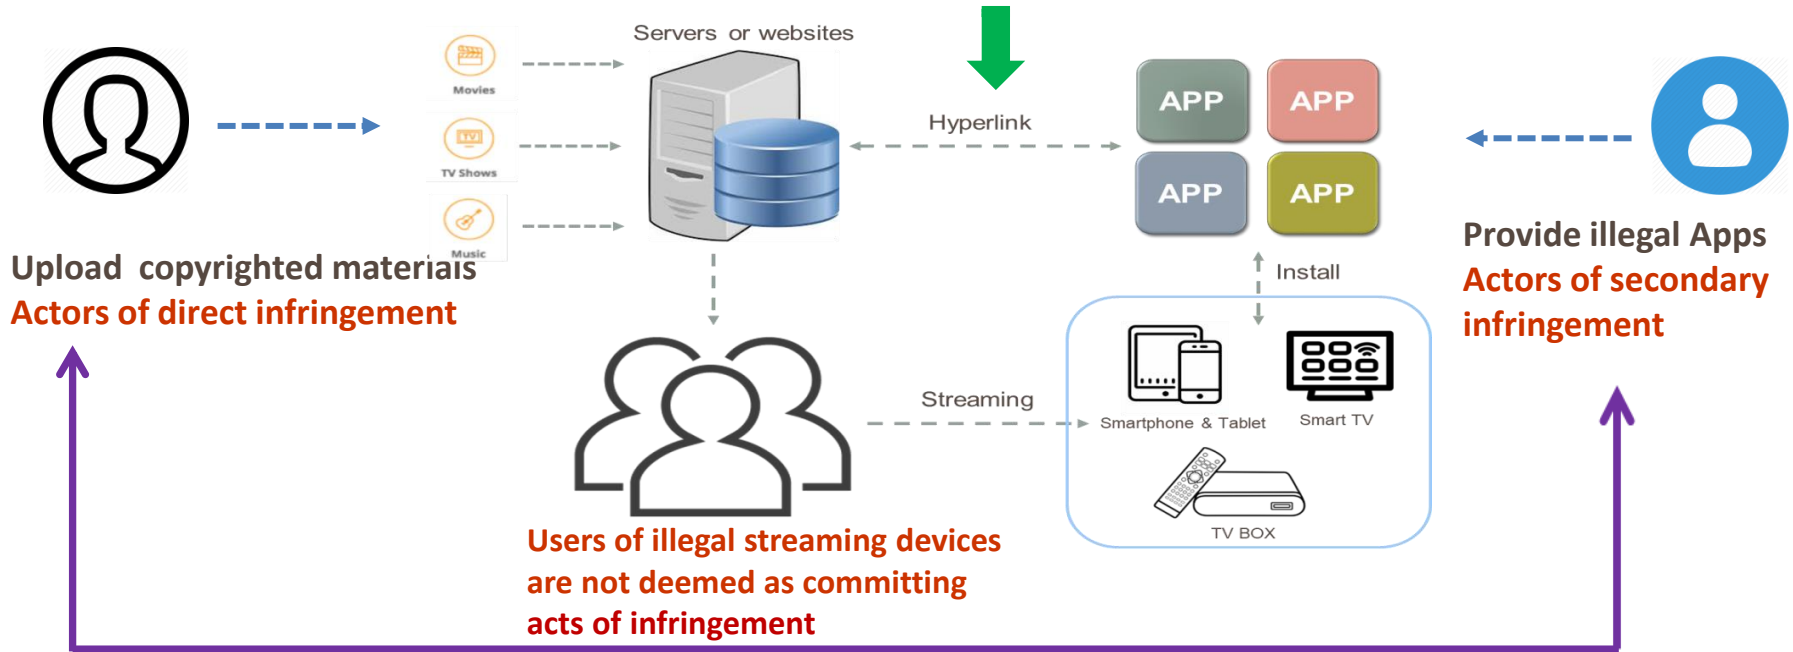 Servers or websites
Movies
TV
TV Shows
Music
Hyperlink
APP
APP
APP
APP
Upload copyrighted materials
Actors of direct infringement
Provide illegal Apps
Actors of secondary
infringement
Install
Streaming
Smartphone & Tablet
Smart TV
TV BOX
Users of illegal streaming devices
are not deemed as committing
acts of infringement